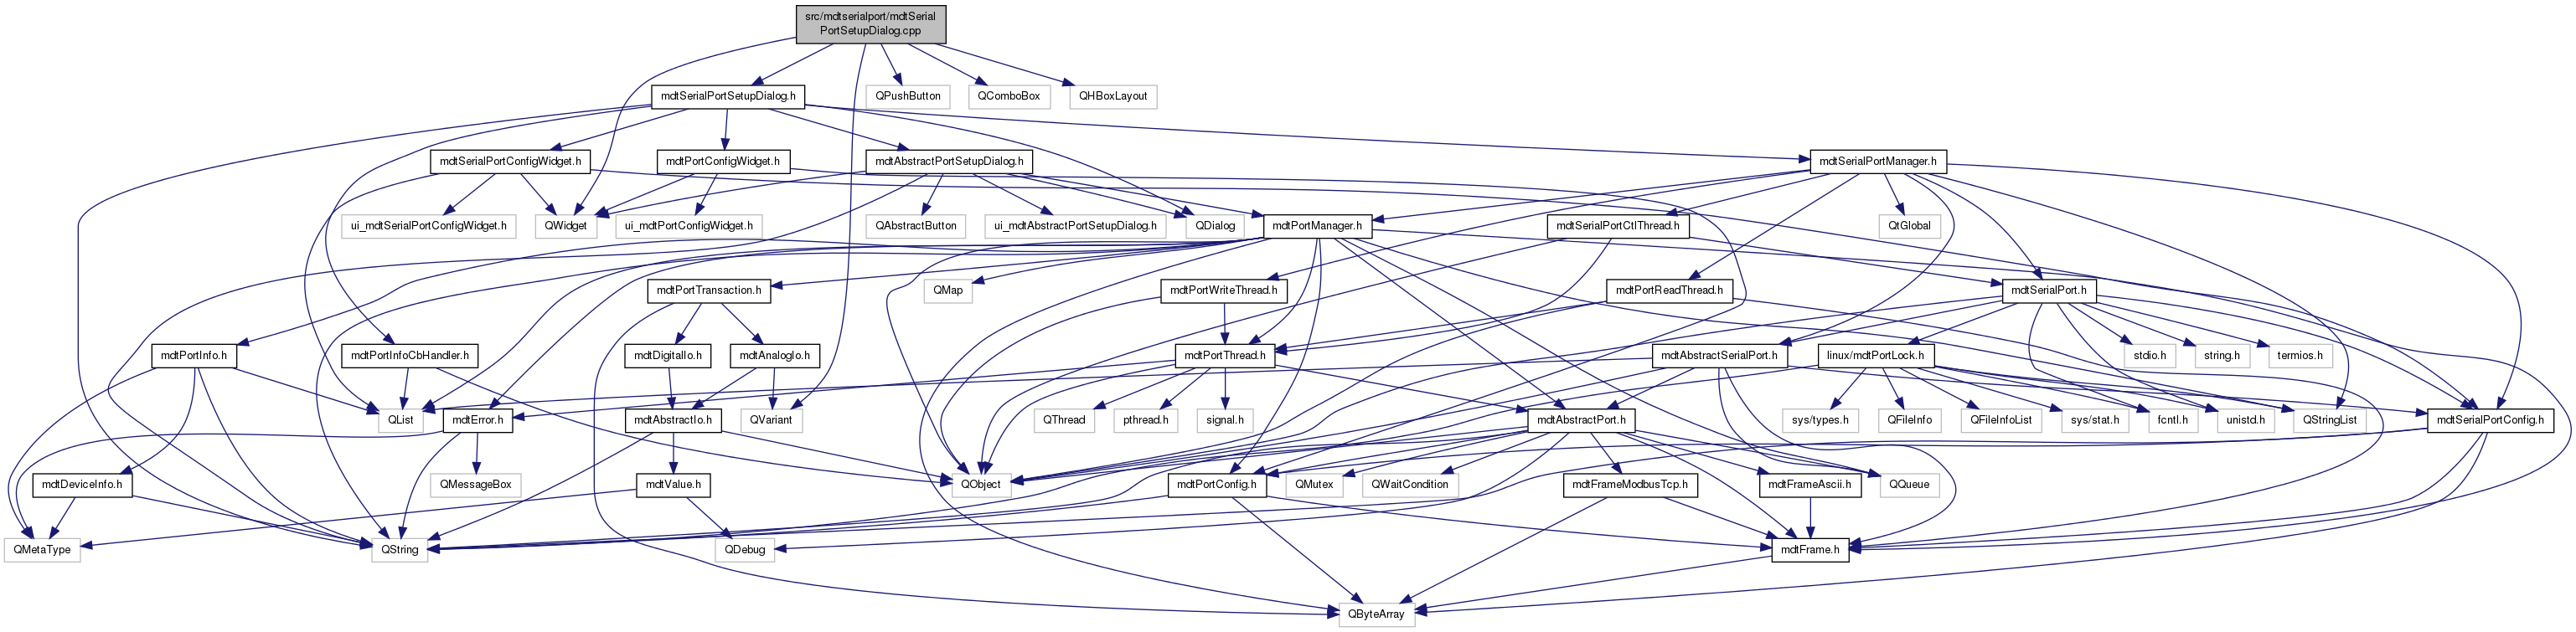 src/mdtserialport/mdtSerial
PortSetupDialog.cpp
mdtSerialPortSetupDialog.h
QPushButton
QComboBox
QHBoxLayout
mdtSerialPortConfigWidget.h
mdtPortConfigWidget.h
mdtAbstractPortSetupDialog.h
mdtSerialPortManager.h
ui_mdtSerialPortConfigWidget.h
QWidget
ui_mdtPortConfigWidget.h
QAbstractButton
ui_mdtAbstractPortSetupDialog.h
QDialog
mdtPortManager.h
mdtSerialPortCtlThread.h
QtGlobal
mdtPortTransaction.h
QMap
mdtPortWriteThread.h
mdtPortReadThread.h
mdtSerialPort.h
mdtPortInfo.h
mdtPortInfoCbHandler.h
mdtDigitalIo.h
mdtAnalogIo.h
mdtPortThread.h
mdtAbstractSerialPort.h
linux/mdtPortLock.h
stdio.h
string.h
termios.h
QList
mdtError.h
mdtAbstractIo.h
QVariant
QThread
pthread.h
signal.h
mdtAbstractPort.h
sys/types.h
QFileInfo
QFileInfoList
sys/stat.h
fcntl.h
unistd.h
QStringList
mdtSerialPortConfig.h
mdtDeviceInfo.h
QMessageBox
mdtValue.h
QObject
mdtPortConfig.h
QMutex
QWaitCondition
mdtFrameModbusTcp.h
mdtFrameAscii.h
QQueue
QMetaType
QString
QDebug
mdtFrame.h
QByteArray